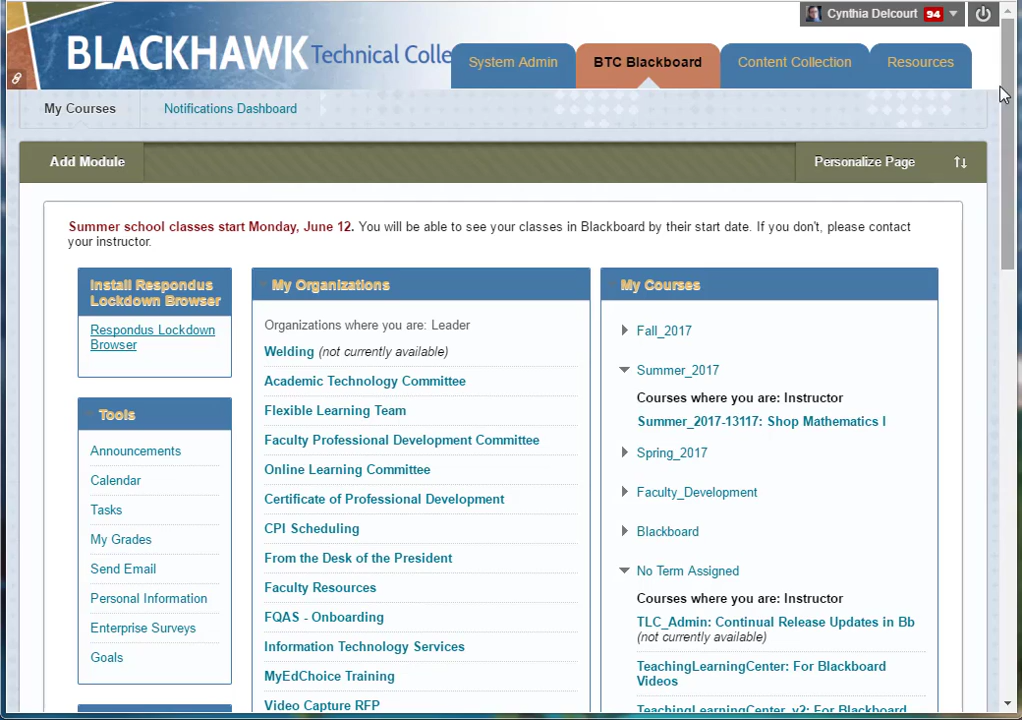 Cynthia Delcourt 94
BLACKHAWK Technical Colle
System Admin
BTC Blackboard
Content Collection
Resources
My Courses
Notifications Dashboard
Add Module
Personalize Page
Summer school classes start Monday, June 12. You will be able to see your classes in Blackboard by their start date. If you don't, please contact
your instructor.
Install Respondus
Lockdown Browser
Respondus Lockdown
Browser
Tools
Announcements
Calendar
Tasks
My Grades
Send Email
Personal Information
Enterprise Surveys
Goals
My Organizations
Organizations where you are: Leader
Welding (not currently available)
Academic Technology Committee
Flexible Learning Team
Faculty Professional Development Committee
Online Learning Committee
Certificate of Professional Development
CPI Scheduling
From the Desk of the President
Faculty Resources
FQAS - Onboarding
Information Technology Services
MyEdChoice Training
Video Capture RFP
My Courses
Fall_2017
Summer_2017
Courses where you are: Instructor
Summer_2017-13117: Shop Mathematics I
Spring_2017
Faculty_Development
Blackboard
No Term Assigned
Courses where you are: Instructor
TLC_Admin: Continual Release Updates in Bb
(not currently available)
TeachingLearningCenter: For Blackboard
Videos
TeachingLearningCenter_v2: For Blackboard